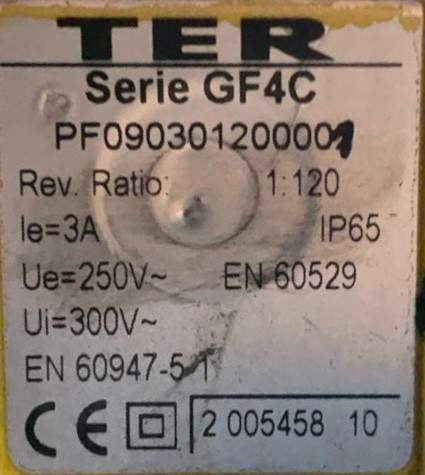 TER
Serie GF4C
PF090301200001
Rev. Ratio: 1:120
Ie=3A IP65
Ue=250V~ EN 60529
Ui=300V~
EN 60947-5-1
CE 2 005458 10